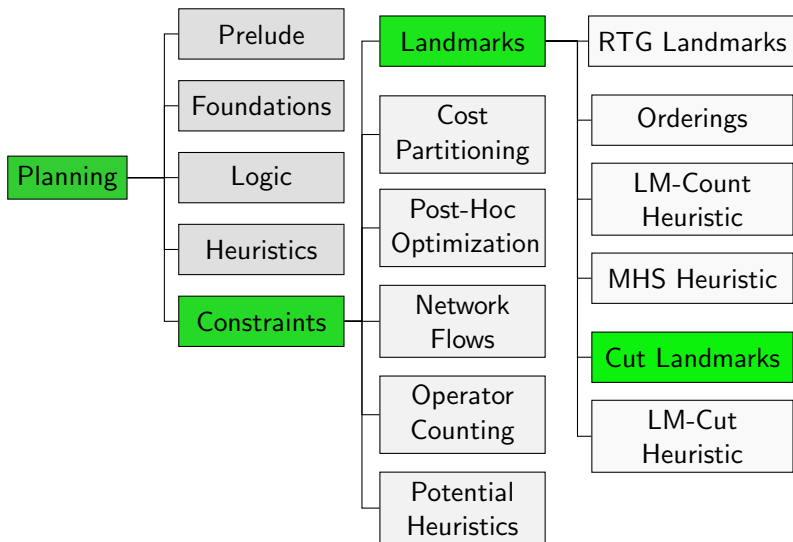 Planning
Prelude
Foundations
Logic
Heuristics
Constraints
Landmarks
Cost
Partitioning
Post-Hoc
Optimization
Network
Flows
Operator
Counting
Potential
Heuristics
RTG Landmarks
Orderings
LM-Count
Heuristic
MHS Heuristic
Cut Landmarks
LM-Cut
Heuristic